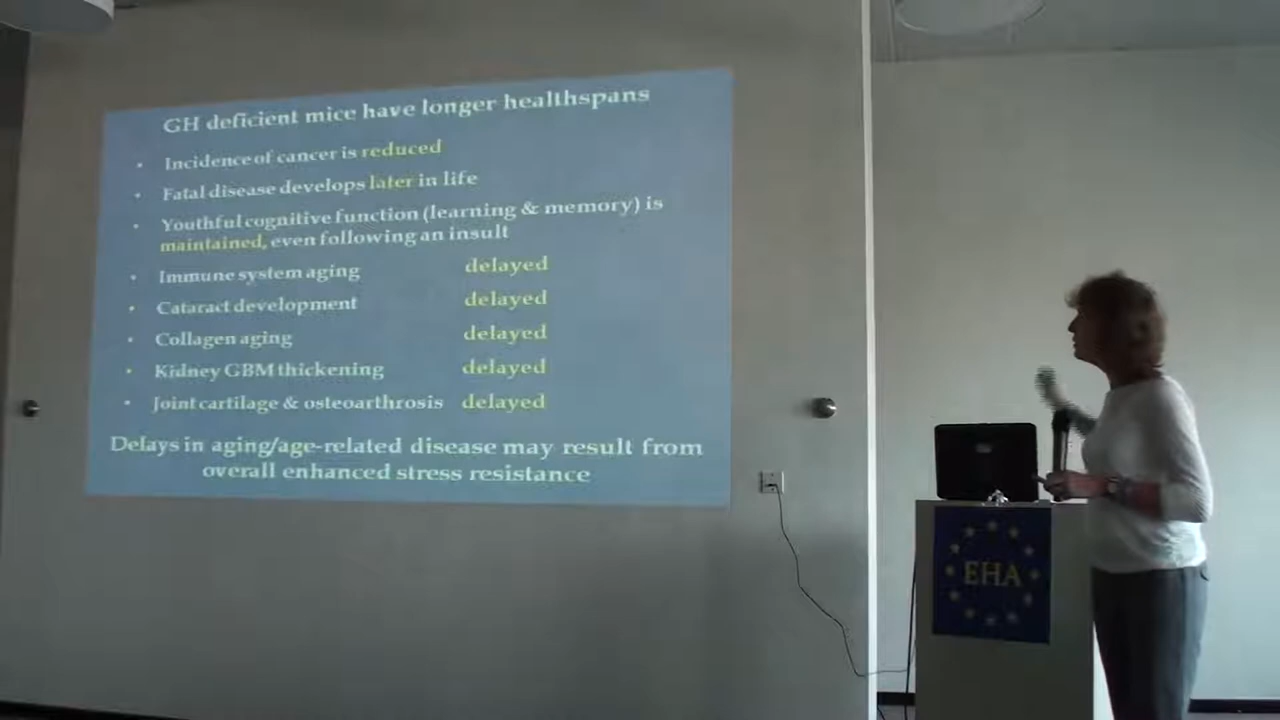 GH deficient mice have longer healthspans
• Incidence of cancer is reduced
• Fatal disease develops later in life
• Youthful cognitive function (learning & memory) is
maintained, even following an insult
• Immune system aging delayed
• Cataract development delayed
• Collagen aging delayed
• Kidney GBM thickening delayed
• Joint cartilage & osteoarthrosis delayed
Delays in aging/age-related disease may result from
overall enhanced stress resistance
EHA